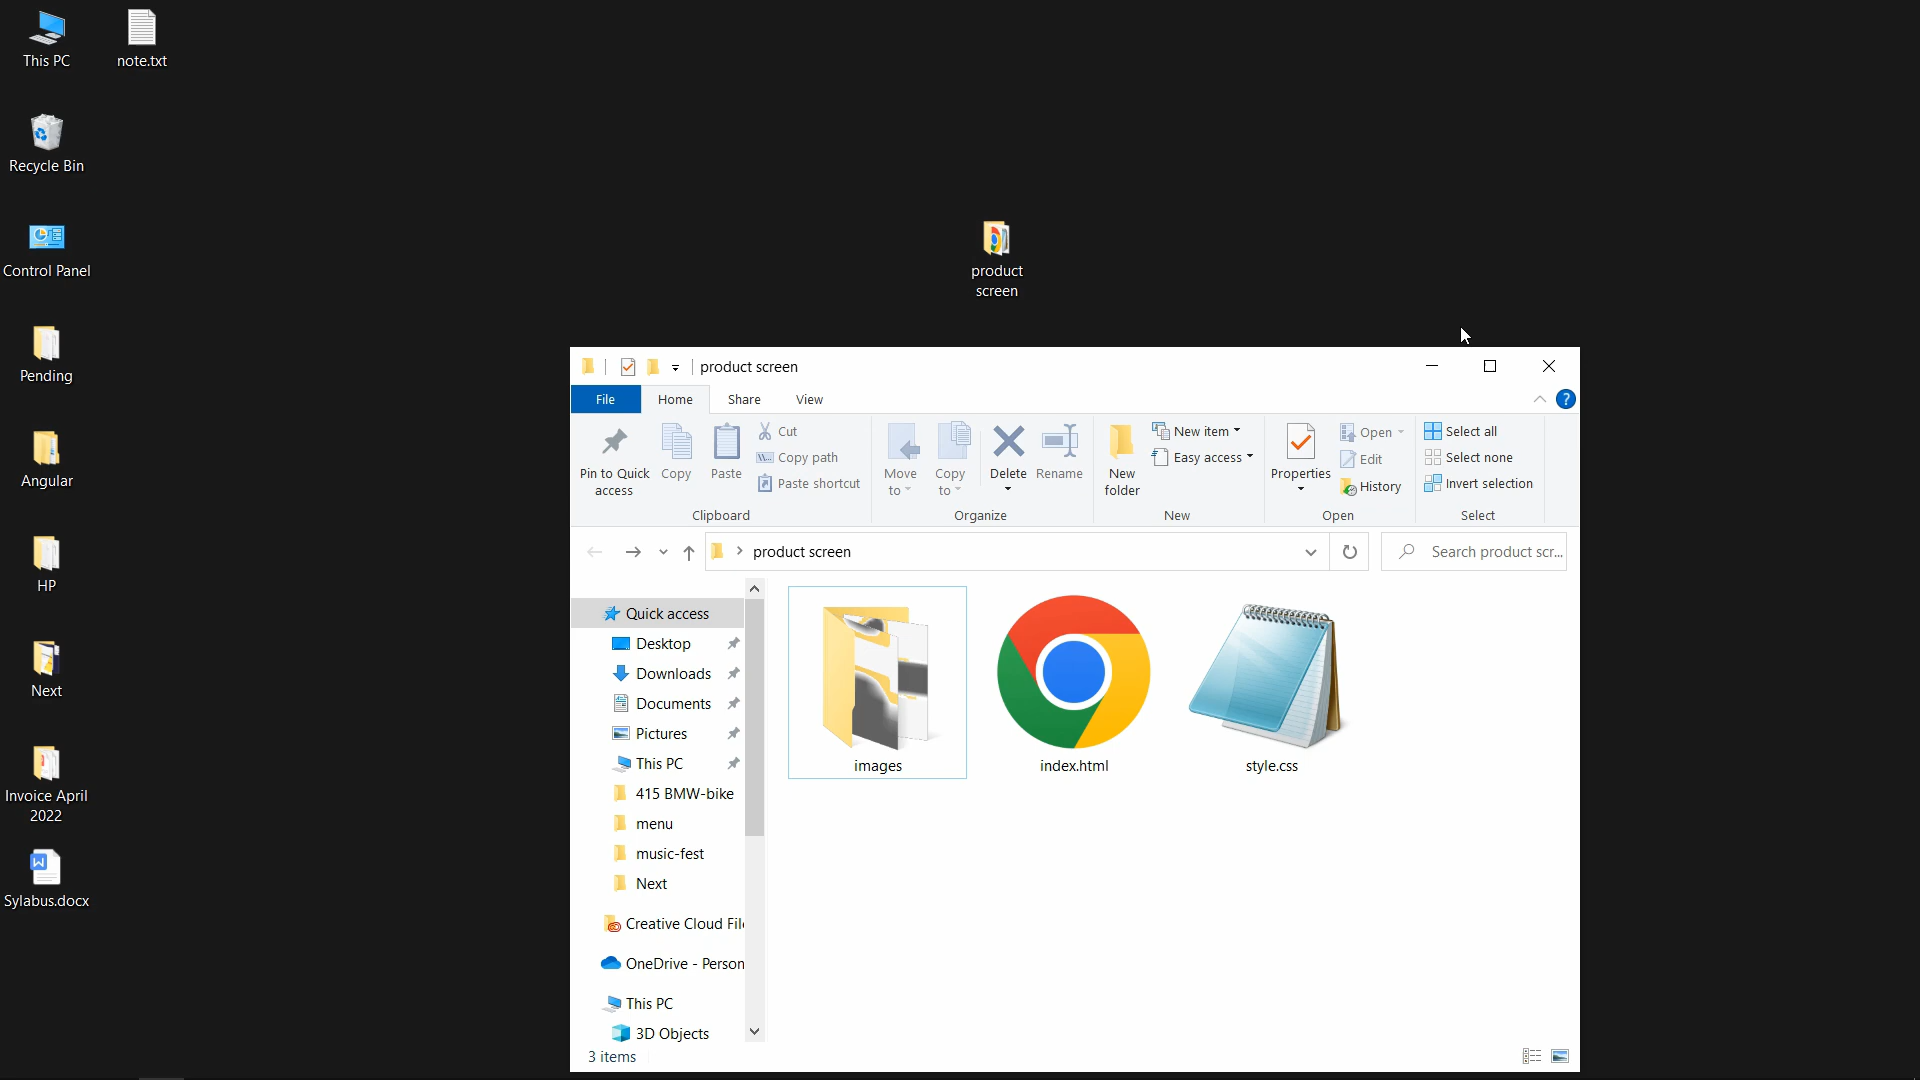 This PC
note.txt
Recycle Bin
Control Panel
Pending
Angular
HP
Next
Invoice April
2022
Sylabus.docx
product
screen
product screen
File
Home
Share
View
?
Pin to Quick
access
Copy
Paste
Cut
Copy path
Paste shortcut
Clipboard
Move
to
Copy
to
Delete
Rename
Organize
New
folder
New item
Easy access
New
Properties
Open
Edit
History
Open
Select all
Select none
Invert selection
Select
product screen
Search product scr...
Quick access
Desktop
Downloads
Documents
Pictures
This PC
415 BMW-bike
menu
music-fest
Next
Creative Cloud Fil
OneDrive - Person
This PC
3D Objects
images
index.html
style.css
3 items